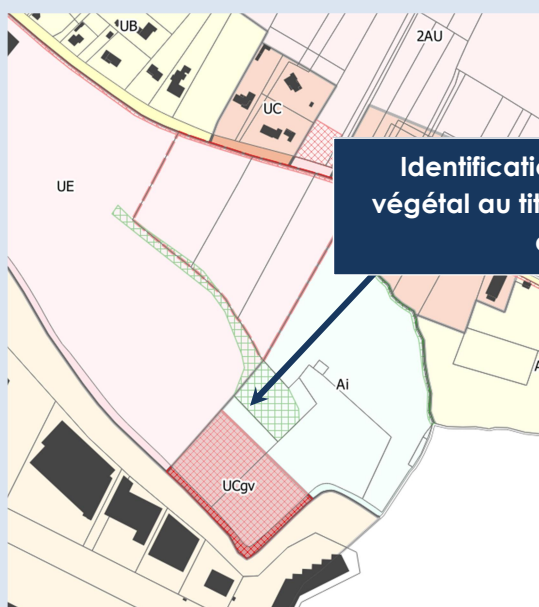 UB
2AU
UC
Identificatio
végétal au tit
UE
Ai
UCgv